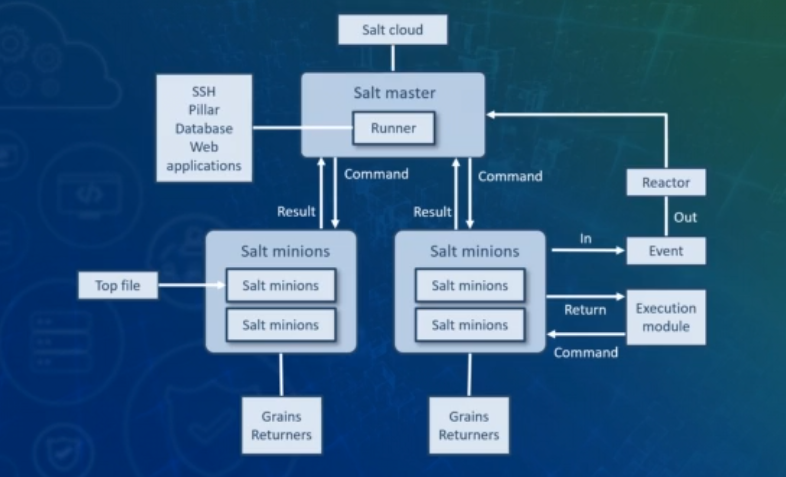 Salt cloud
Salt master
Runner
SSH
Pillar
Database
Web
applications
Command
Command
Result
Result
Reactor
Out
In
Event
Salt minions
Salt minions
Salt minions
Top file
Salt minions
Salt minions
Salt minions
Return
Execution
module
Command
Grains
Returners
Grains
Returners